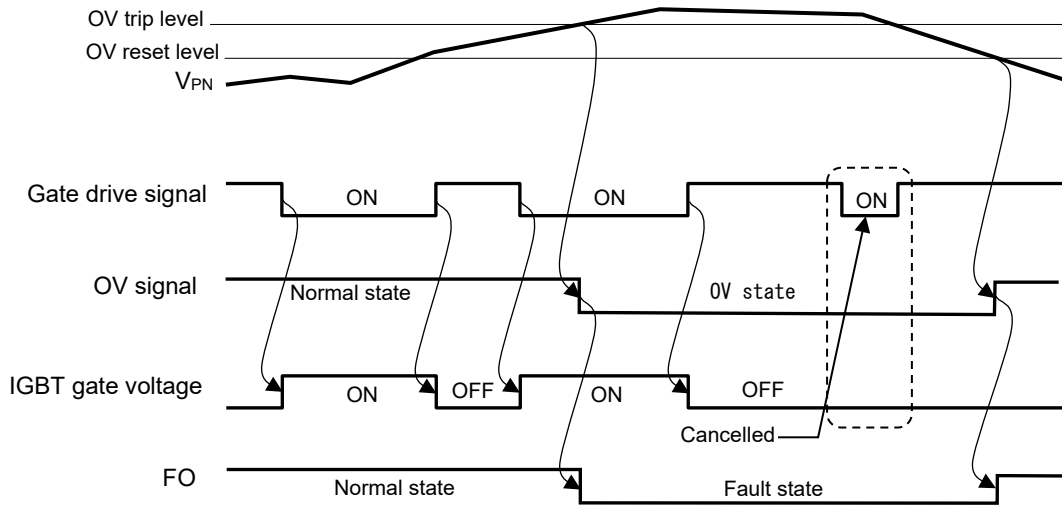 OV trip level
OV reset level
VPN
Gate drive signal
ON
ON
ON
OV signal
Normal state
OV state
IGBT gate voltage
ON
OFF
ON
OFF
Cancelled
FO
Normal state
Fault state